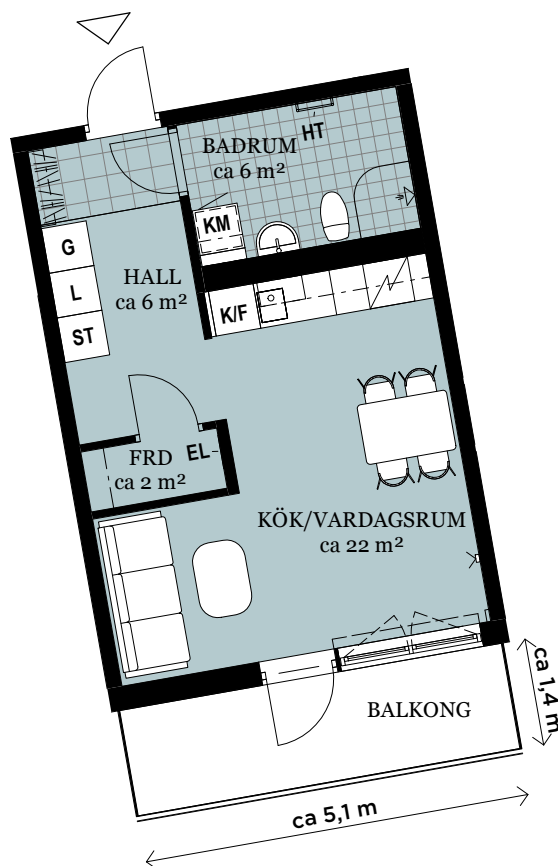 HT
BADRUM
ca 6 m²
KM
G
HALL
ca 6 m²
L
K/F
ST
FRD
ca 2 m²
EL
KÖK/VARDAGSRUM
ca 22 m²
BALKONG
ca 1,4 m
ca 5,1 m